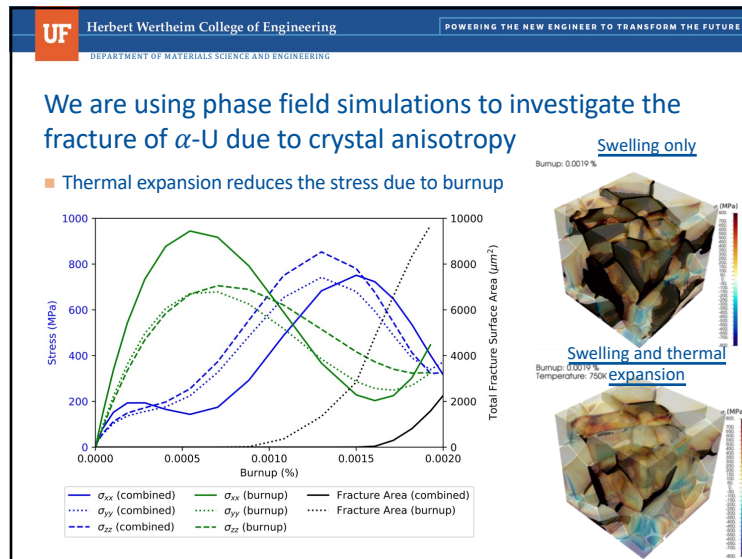 UF
Herbert Wertheim College of Engineering
POWERING THE NEW ENGINEER TO TRANSFORM THE FUTURE
DEPARTMENT OF MATERIALS SCIENCE AND ENGINEERING
We are using phase field simulations to investigate the
fracture of α-U due to crystal anisotropy
Thermal expansion reduces the stress due to burnup
1000
800
600
400
200
0
Stress (MPa)
10000
8000
6000
4000
2000
0
Total Fracture Surface Area (μm²)
0.0000
0.0005
0.0010
0.0015
0.0020
Burnup (%)
σxx (combined)
σyy (combined)
σzz (combined)
σxx (burnup)
σyy (burnup)
σzz (burnup)
Fracture Area (combined)
Fracture Area (burnup)
Swelling only
Burnup: 0.0019 %
(MPa)
Swelling and thermal
expansion
Burnup: 0.0019 %
Temperature: 750K
(MPa)